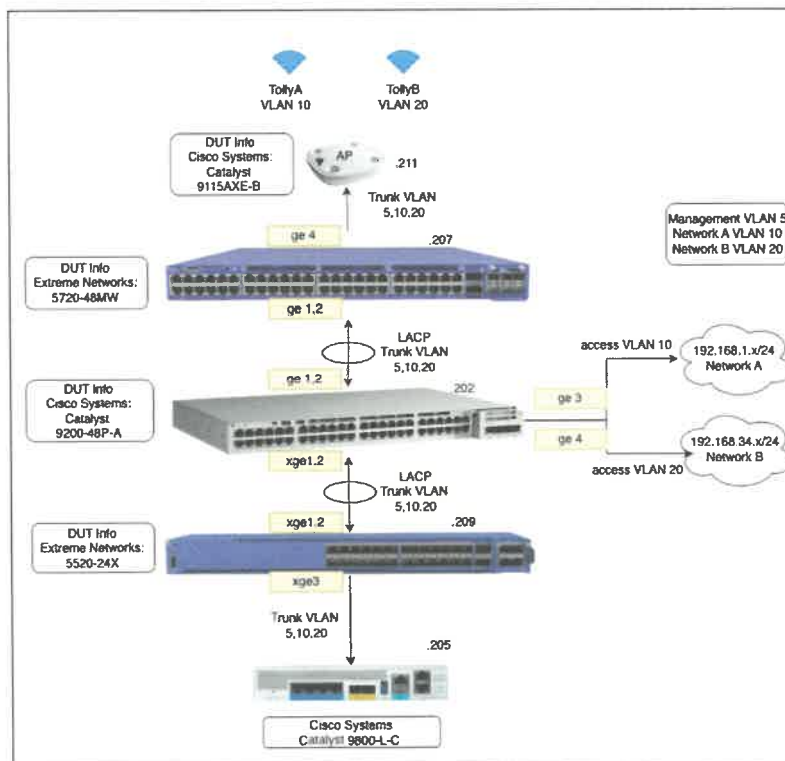 TollyA
VLAN 10
TollyB
VLAN 20
DUT Info
Cisco Systems:
Catalyst
9115AXE-B
AP
.211
Trunk VLAN
5,10,20
ge 4
.207
Management VLAN 5
Network A VLAN 10
Network B VLAN 20
DUT Info
Extreme Networks:
5720-48MW
ge 1,2
LACP
Trunk VLAN
5,10,20
access VLAN 10
192.168.1.x/24
Network A
ge 1,2
202
DUT Info
Cisco Systems:
Catalyst
9200-48P-A
ge 3
ge 4
192.168.34.x/24
Network B
access VLAN 20
xge1,2
LACP
Trunk VLAN
5,10,20
xge1,2
.209
DUT Info
Extreme Networks:
5520-24X
xge3
Trunk VLAN
5,10,20
.205
Cisco Systems
Catalyst 9800-L-C